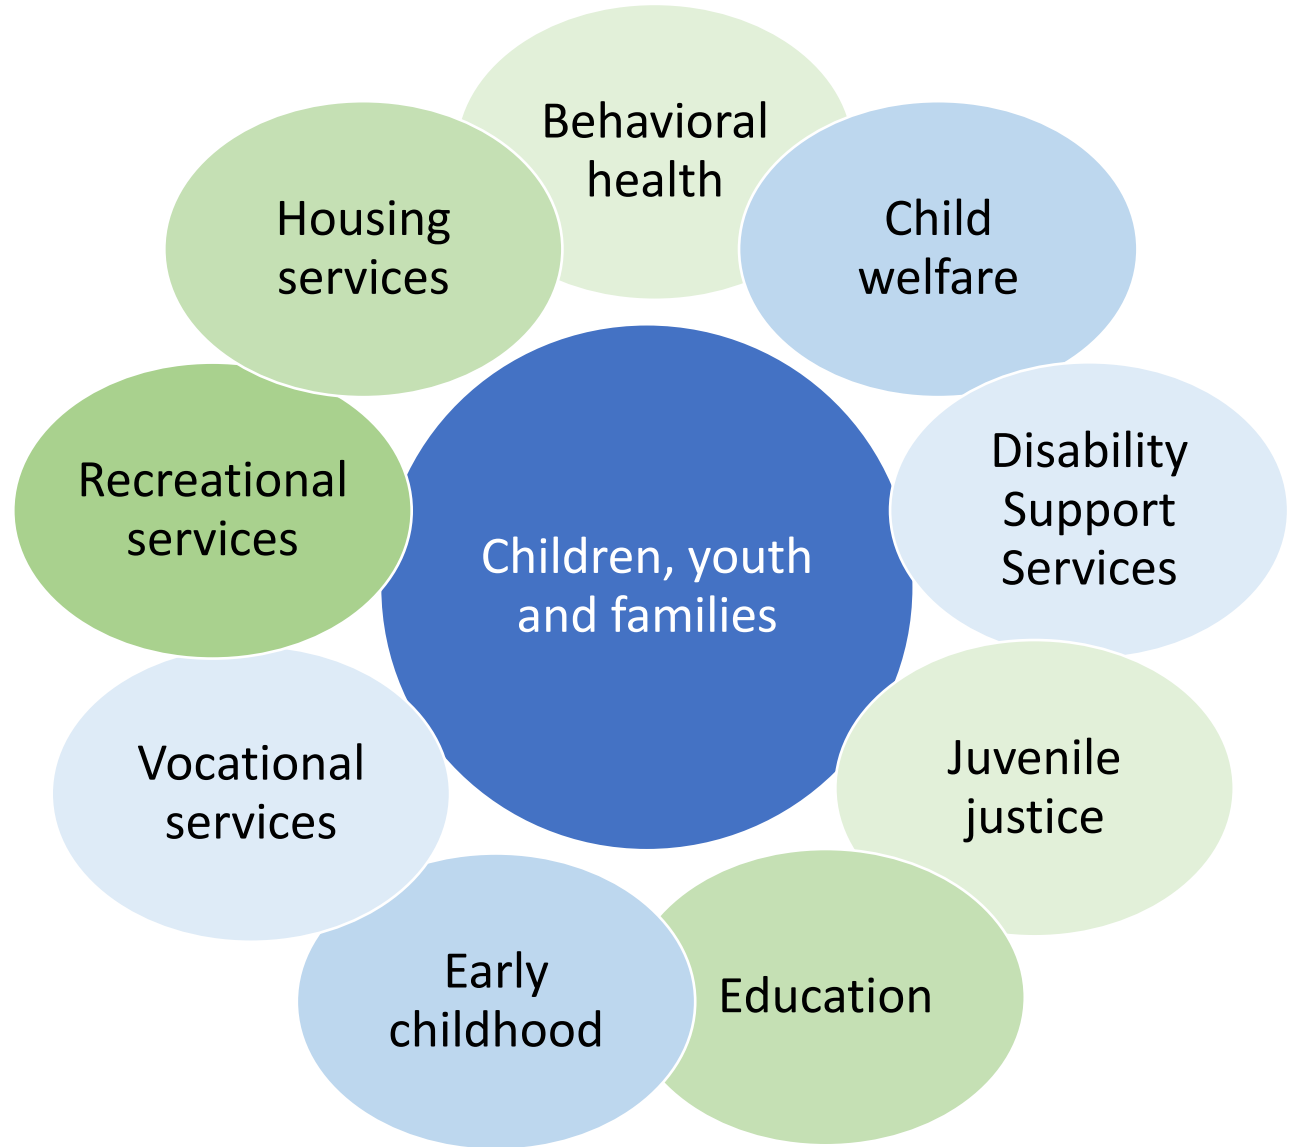 Behavioral
health
Child
welfare
Disability
Support
Services
Juvenile
justice
Education
Early
childhood
Vocational
services
Recreational
services
Housing
services
Children, youth
and families